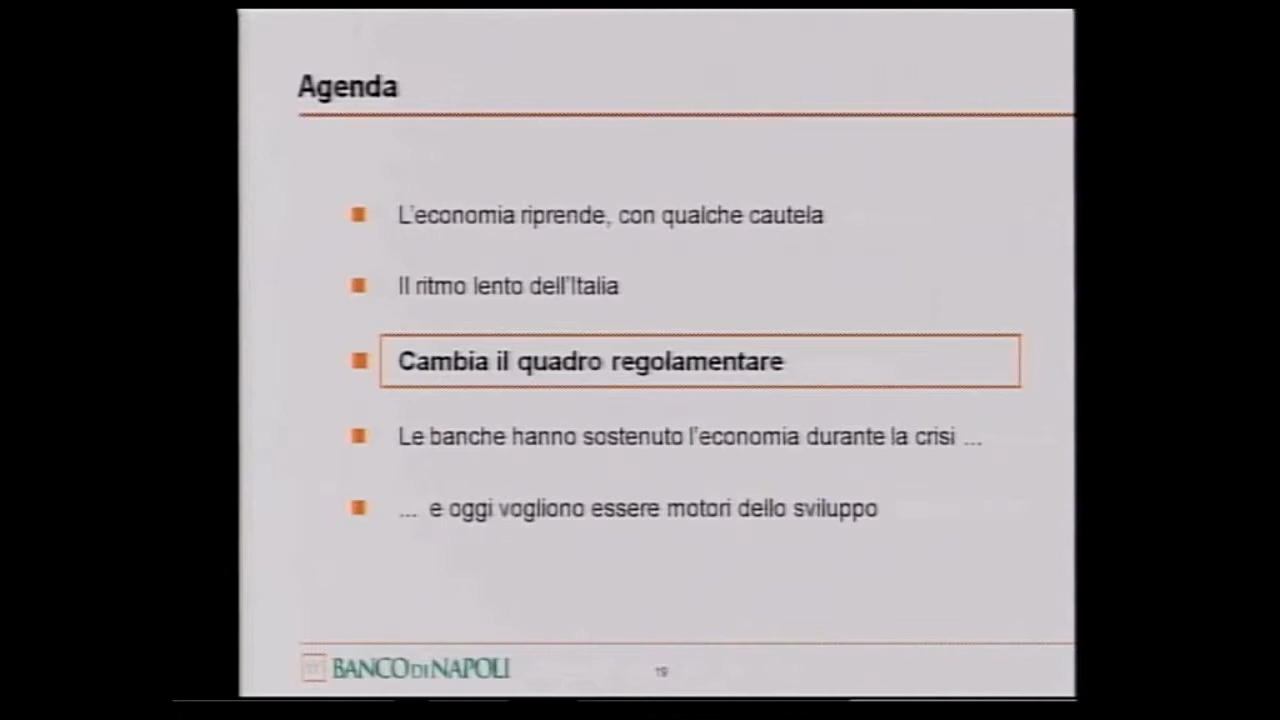 Agenda
L'economia riprende, con qualche cautela
Il ritmo lento dell'Italia
Cambia il quadro regolamentare
Le banche hanno sostenuto l'economia durante la crisi ...
... e oggi vogliono essere motori dello sviluppo
BANCO DI NAPOLI
19